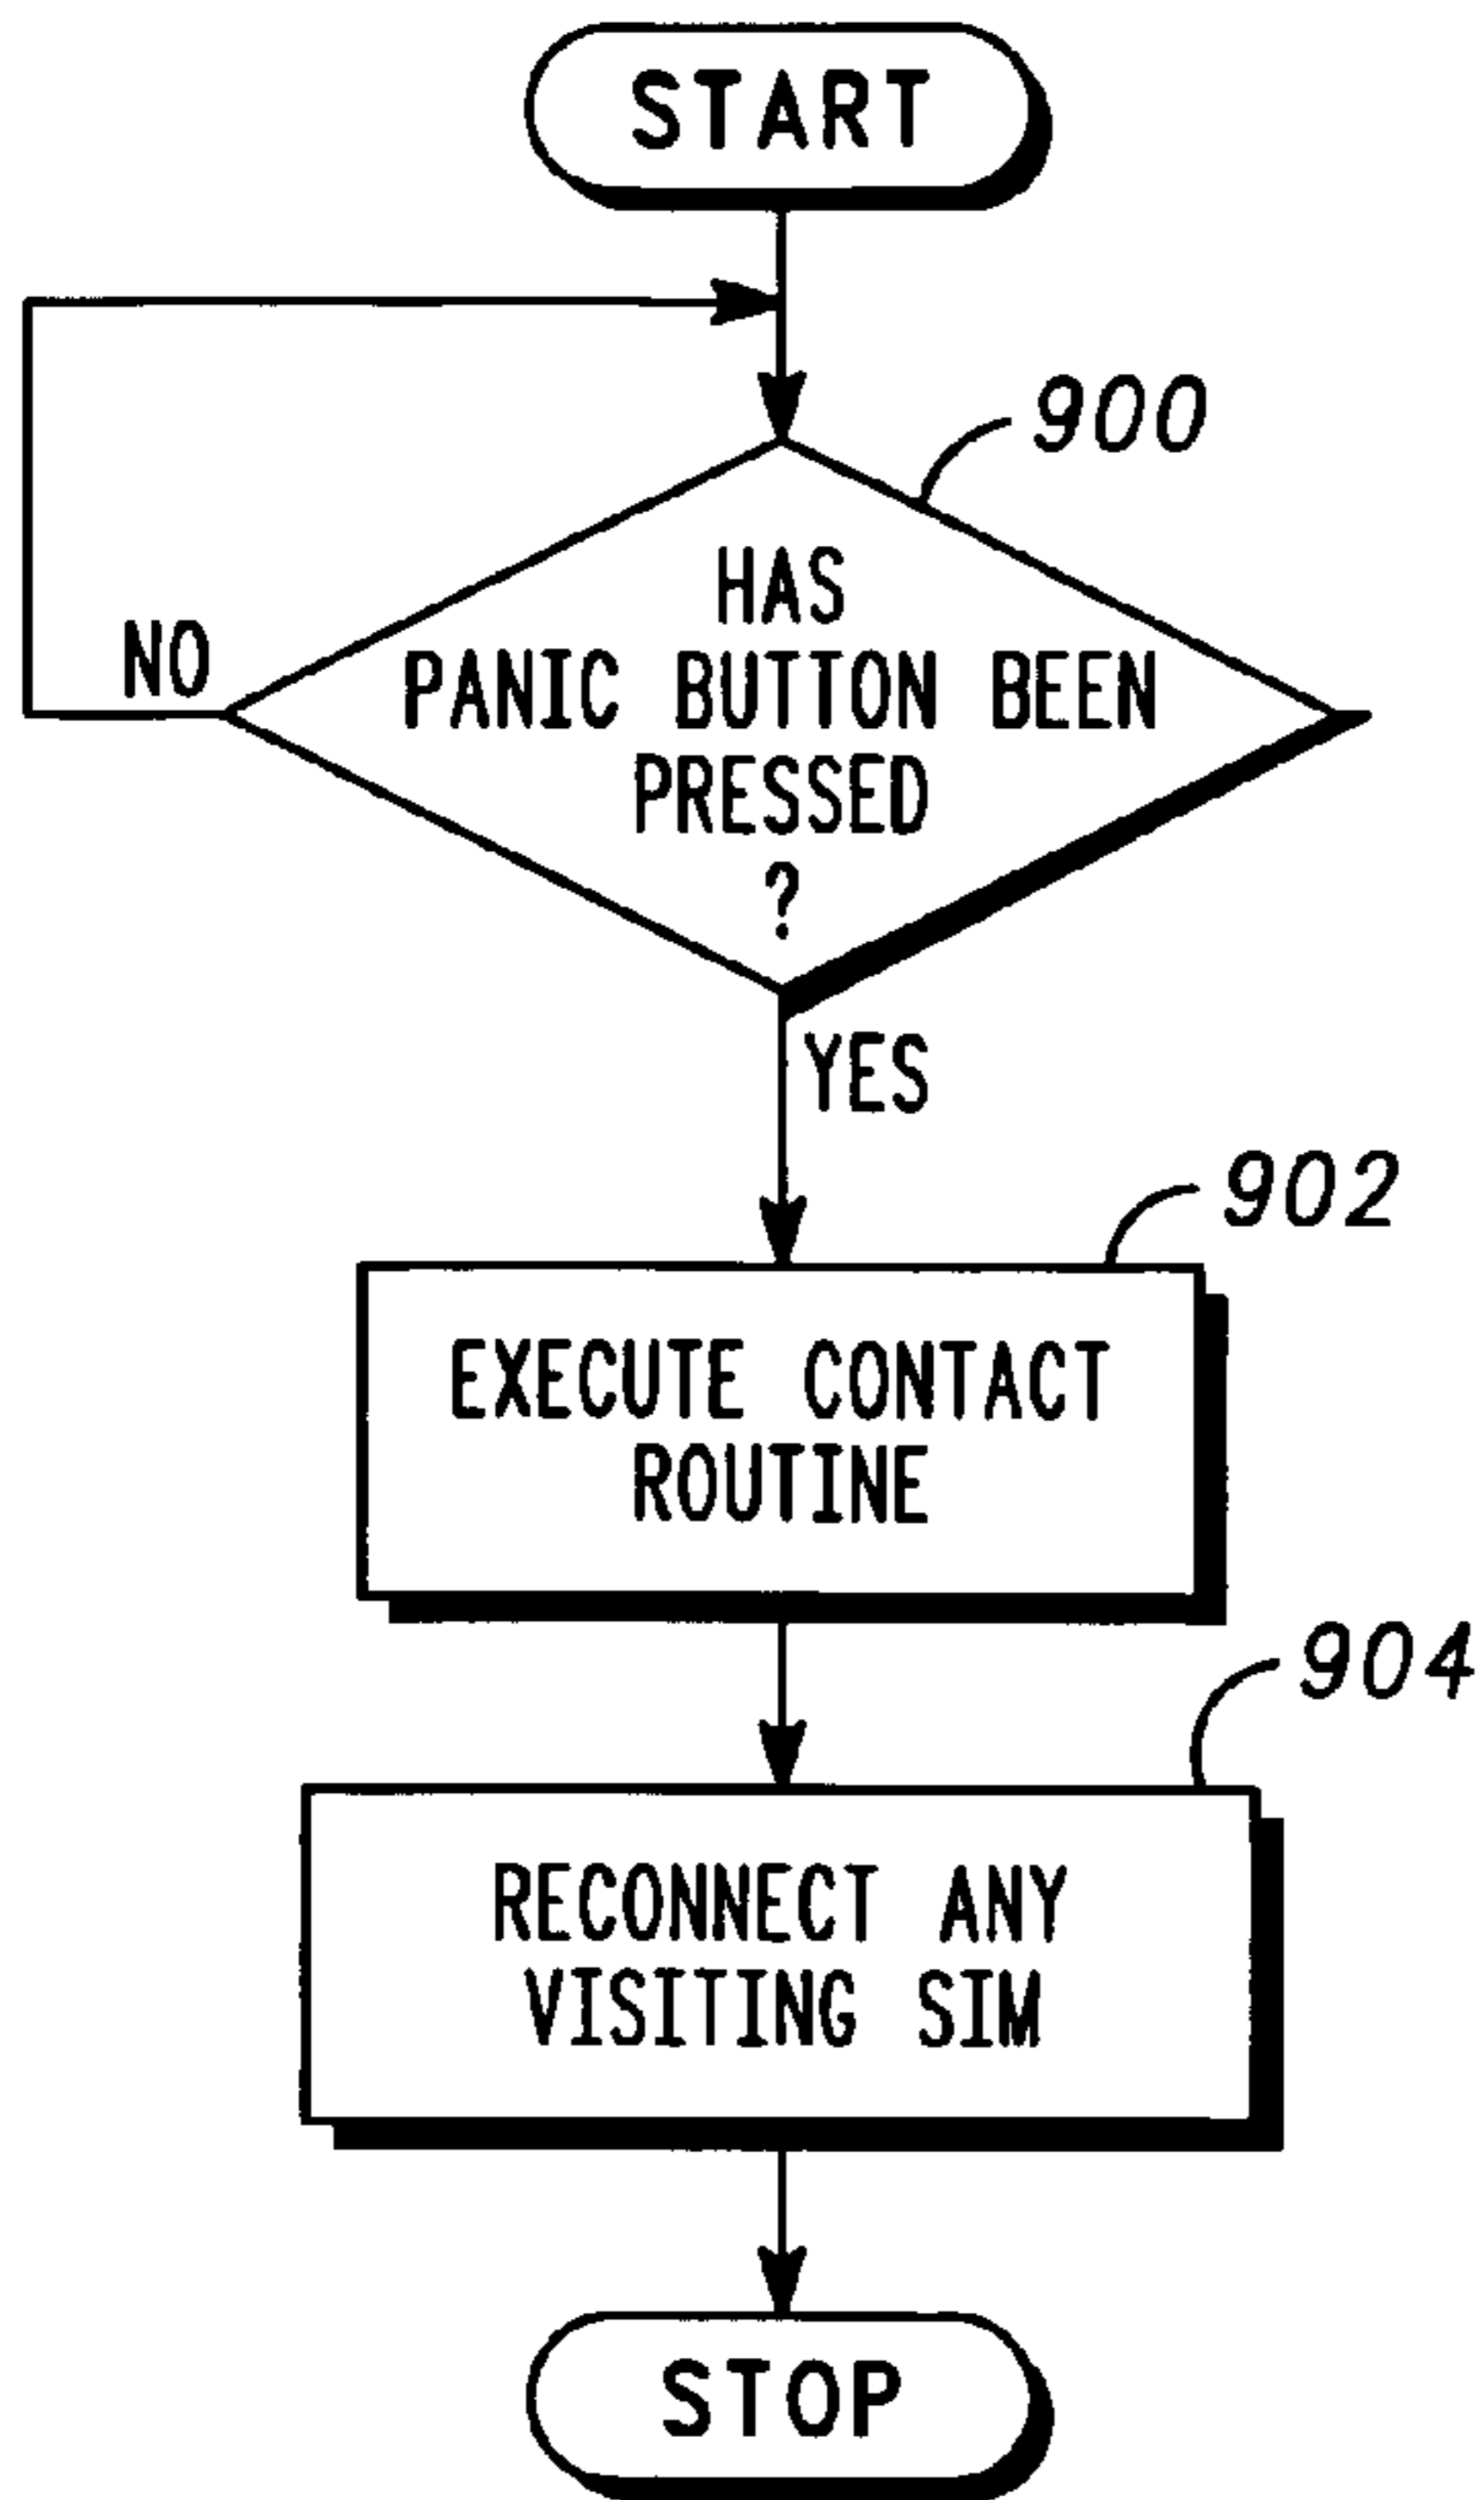 START
900
HAS
PANIC BUTTON BEEN
PRESSED
?
NO
YES
902
EXECUTE CONTACT
ROUTINE
904
RECONNECT ANY
VISITING SIM
STOP